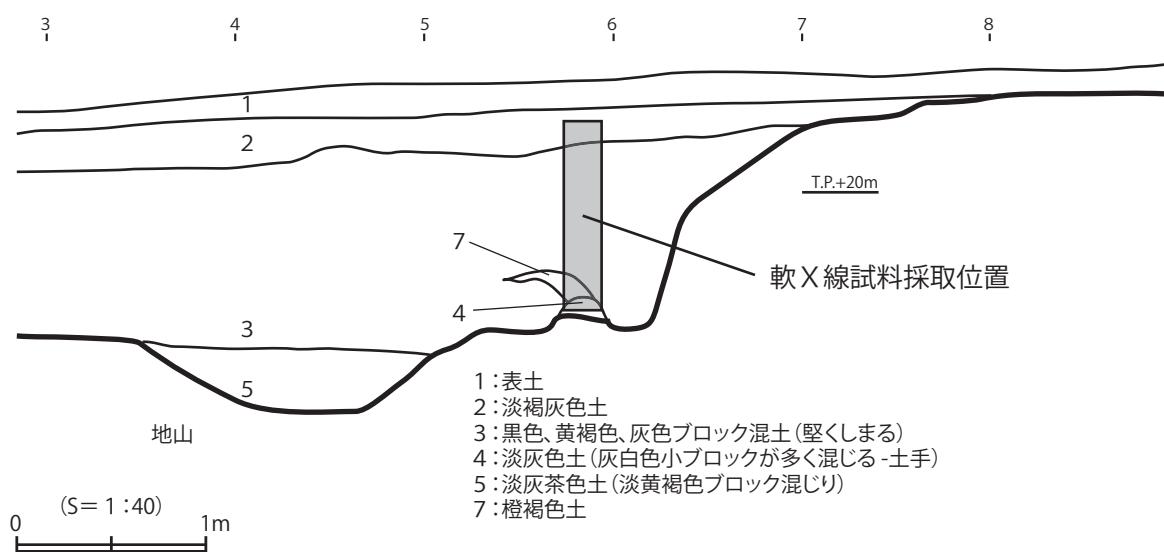 3 4 5 6 7 8
1
2
T.P.+20m
7
軟X線試料採取位置
4
3
5
地山
1：表土
2：淡褐灰色土
3：黒色、黄褐色、灰色ブロック混土（堅くしまる）
4：淡灰色土（灰白色小ブロックが多く混じる-土手）
5：淡灰茶色土（淡黄褐色ブロック混じり）
7：橙褐色土
（S＝1：40）
0 1m